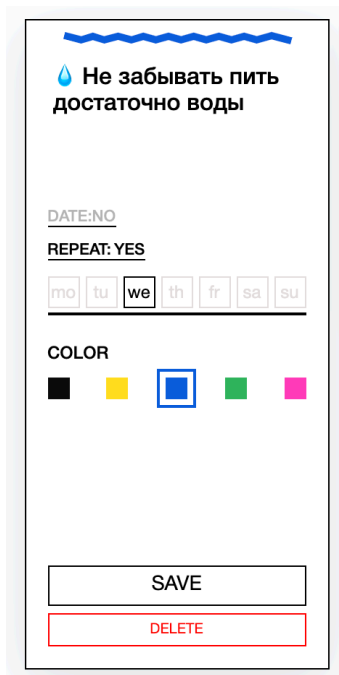 💧 Не забывать пить
достаточно воды
DATE:NO
REPEAT: YES
mo tu we th fr sa su
COLOR
SAVE
DELETE